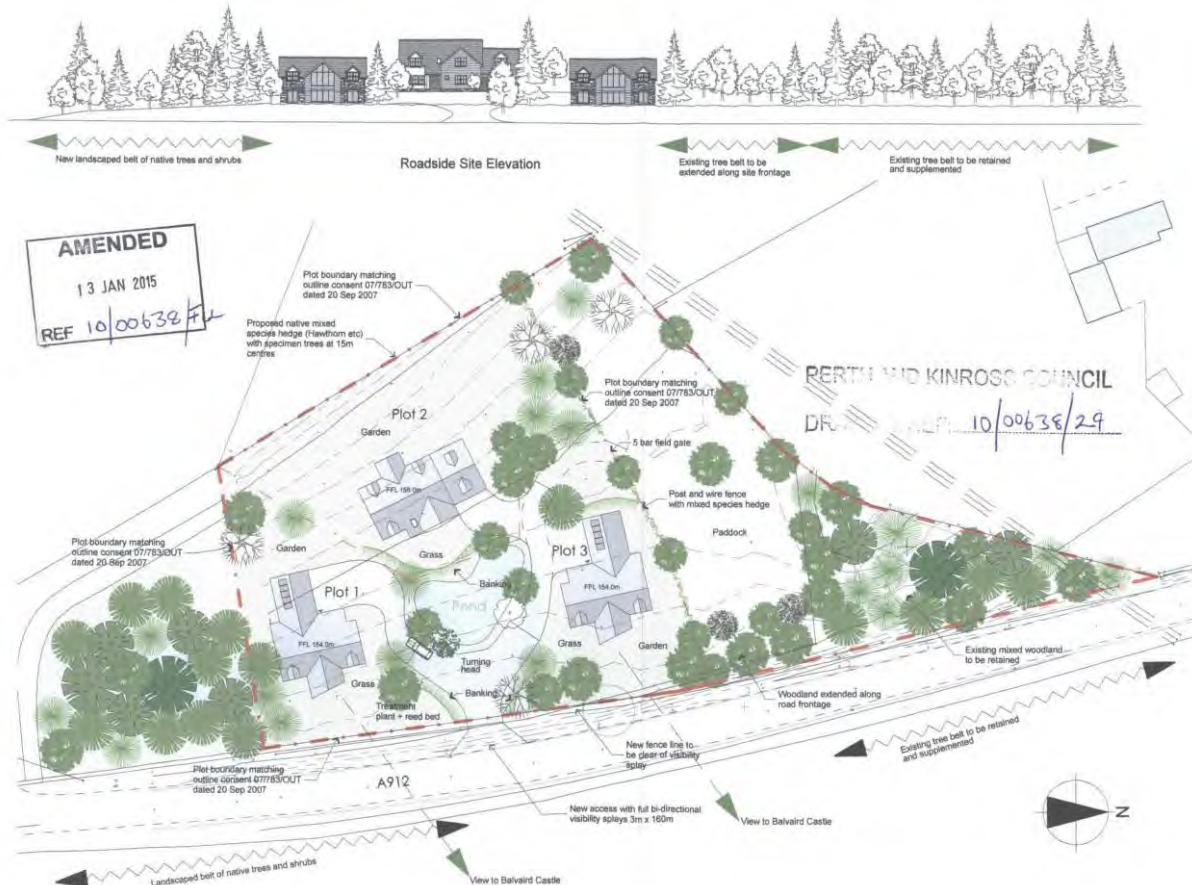 New landscaped belt of native trees and shrubs
Roadside Site Elevation
Existing tree belt to be
extended along site frontage
Existing tree belt to be retained
and supplemented
AMENDED
13 JAN 2015
REF 10/00638/
Plot boundary matching
outline consent 07/783/OUT
dated 20 Sep 2007
Proposed native mixed
species hedge (Hawthorn etc)
with specimen trees at 15m
centres
Plot boundary matching
outline consent 07/783/OUT
dated 20 Sep 2007
PERTH AND KINROSS COUNCIL
10/00638/29
Plot 2
Garden
5 bar field gate
FFL 156.0m
Post and wire fence
with mixed species hedge
Paddock
Plot boundary matching
outline consent 07/783/OUT
dated 20 Sep 2007
Garden
Grass
Plot 3
Banking
Plot 1
FFL 154.0m
Pond
FFL 154.0m
Grass
Garden
Turning
head
Existing mixed woodland
to be retained
Grass
Banking
Treatment
plant + reed bed
Woodland extended along
road frontage
New fence line to
be clear of visibility
splay
Existing tree belt to be retained
and supplemented
Plot boundary matching
outline consent 07/783/OUT
dated 20 Sep 2007
A912
New access with full bi-directional
visibility splays 3m x 160m
View to Balvaird Castle
N
Landscaped belt of native trees and shrubs
View to Balvaird Castle